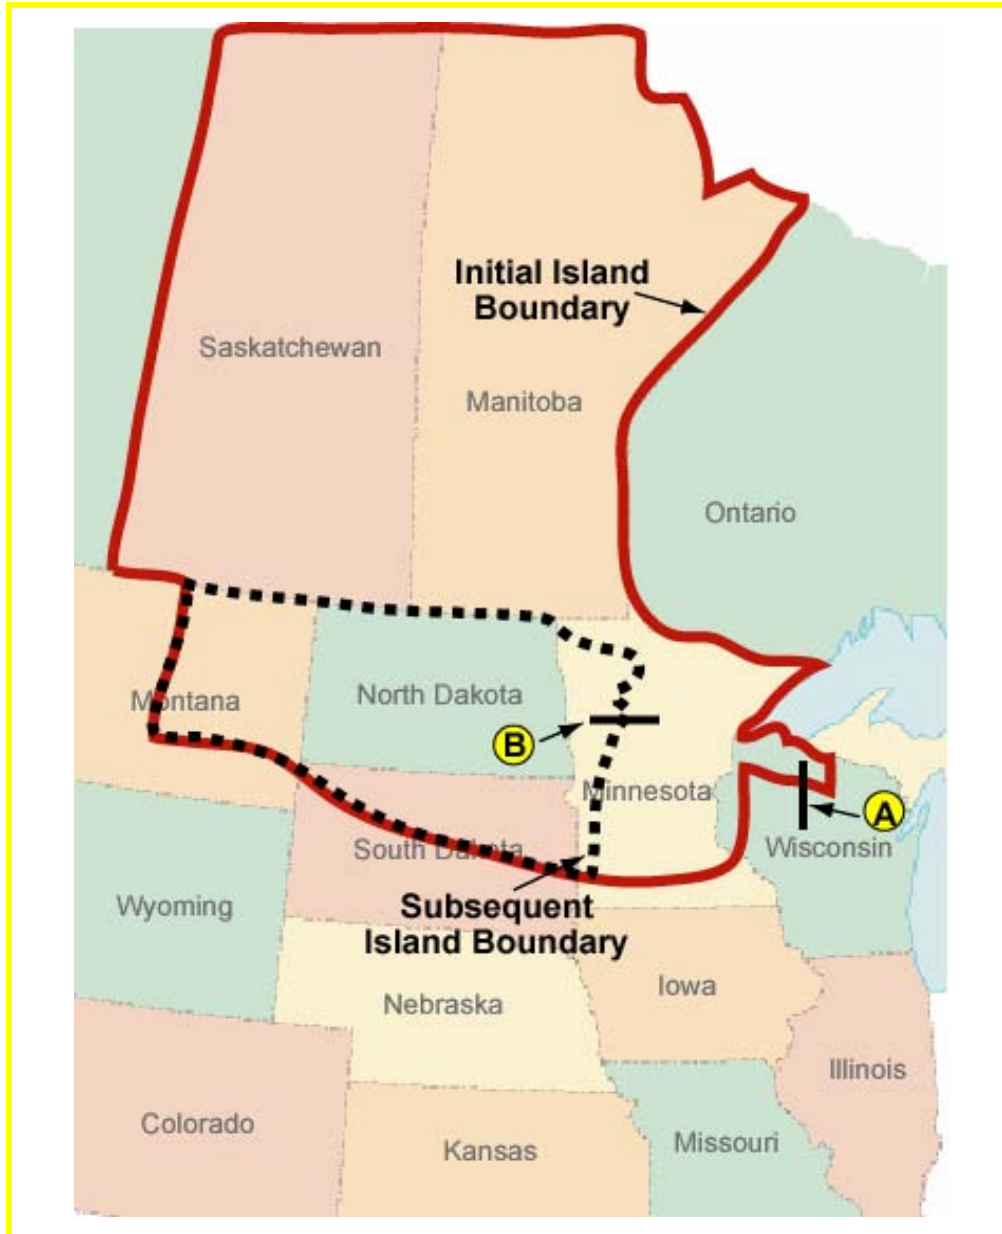 Initial Island
Boundary
Saskatchewan
Manitoba
Ontario
Montana
North Dakota
B
Minnesota
A
South Dakota
Wisconsin
Wyoming
Subsequent
Island Boundary
Iowa
Nebraska
Illinois
Colorado
Missouri
Kansas